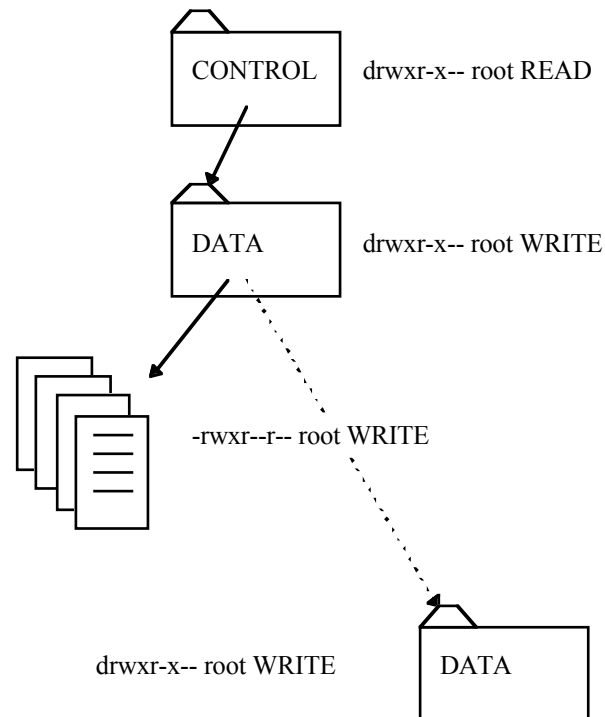 CONTROL drwxr-x-- root READ
DATA drwxr-x-- root WRITE
-rwxr--r-- root WRITE
drwxr-x-- root WRITE DATA